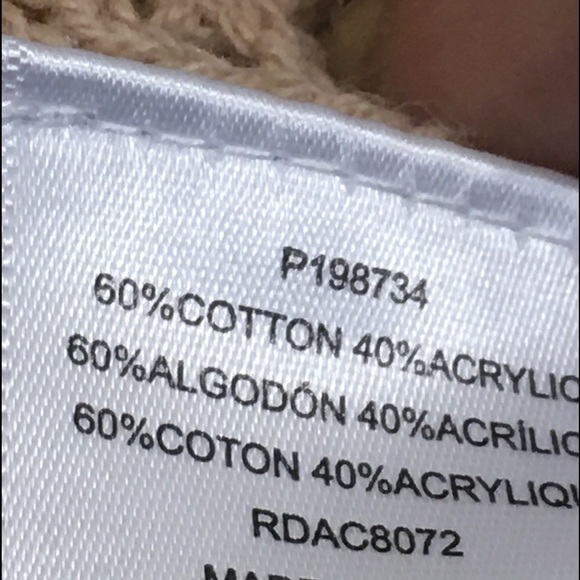 P198734
60%COTTON 40%ACRYLIC
60%ALGODÓN 40%ACRÍLIC
60%COTON 40%ACRYLIQU
RDAC8072